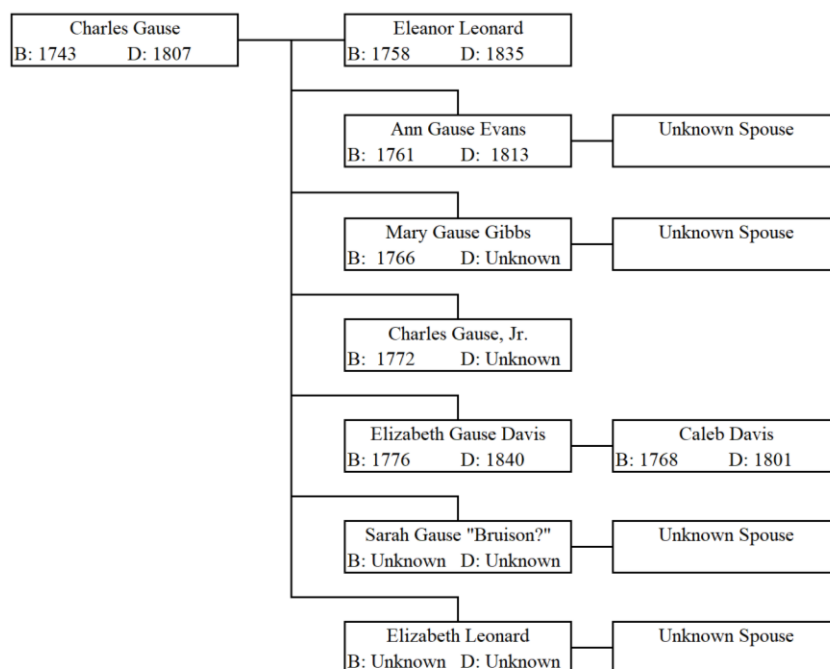 Charles Gause
B: 1743 D: 1807
Eleanor Leonard
B: 1758 D: 1835
Ann Gause Evans
B: 1761 D: 1813
Unknown Spouse
Mary Gause Gibbs
B: 1766 D: Unknown
Unknown Spouse
Charles Gause, Jr.
B: 1772 D: Unknown
Elizabeth Gause Davis
B: 1776 D: 1840
Caleb Davis
B: 1768 D: 1801
Sarah Gause "Bruison?"
B: Unknown D: Unknown
Unknown Spouse
Elizabeth Leonard
B: Unknown D: Unknown
Unknown Spouse